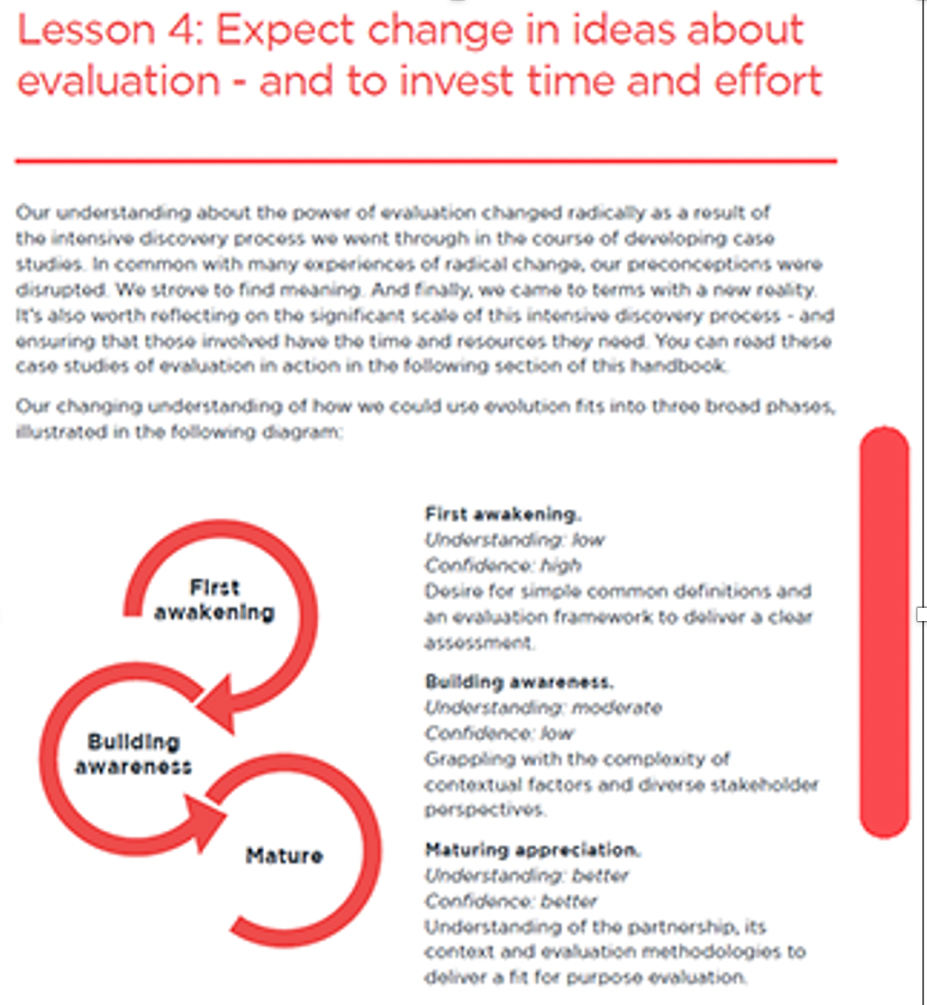 Lesson 4: Expect change in ideas about
evaluation - and to invest time and effort
Our understanding about the power of evaluation changed radically as a result of
the intensive discovery process we went through in the course of developing case
studies. In common with many experiences of radical change, our preconceptions were
disrupted. We strove to find meaning. And finally, we came to terms with a new reality.
It's also worth reflecting on the significant scale of this intensive discovery process - and
ensuring that those involved have the time and resources they need. You can read these
case studies of evaluation in action in the following section of this handbook.
Our changing understanding of how we could use evolution fits into three broad phases,
illustrated in the following diagram:
First
awakening
Building
awareness
Mature
First awakening.
Understanding: low
Confidence: high
Desire for simple common definitions and
an evaluation framework to deliver a clear
assessment.
Building awareness.
Understanding: moderate
Confidence: low
Grappling with the complexity of
contextual factors and diverse stakeholder
perspectives.
Maturing appreciation.
Understanding: better
Confidence: better
Understanding of the partnership, its
context and evaluation methodologies to
deliver a fit for purpose evaluation.